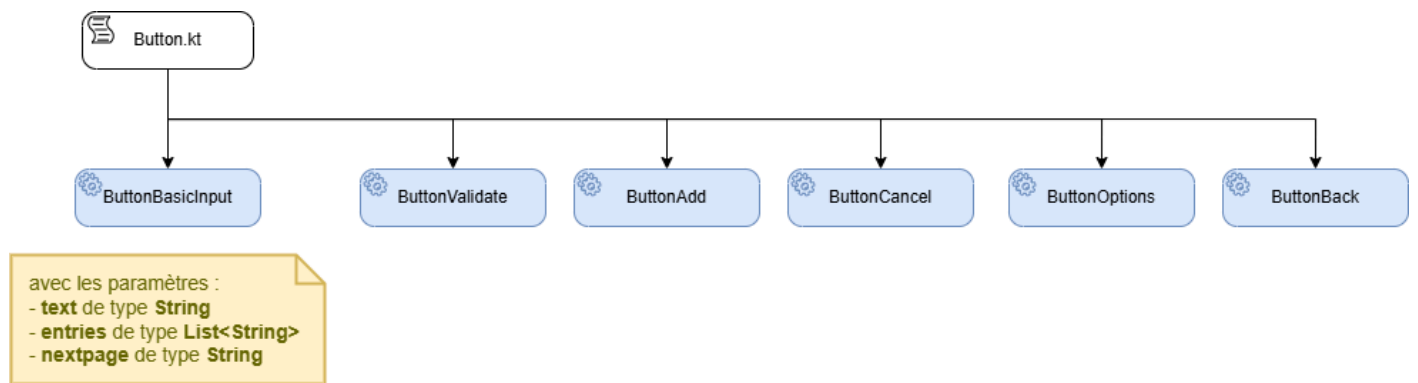 Button.kt
ButtonBasicInput
ButtonValidate
ButtonAdd
ButtonCancel
ButtonOptions
ButtonBack
avec les paramètres :
- text de type String
- entries de type List<String>
- nextpage de type String